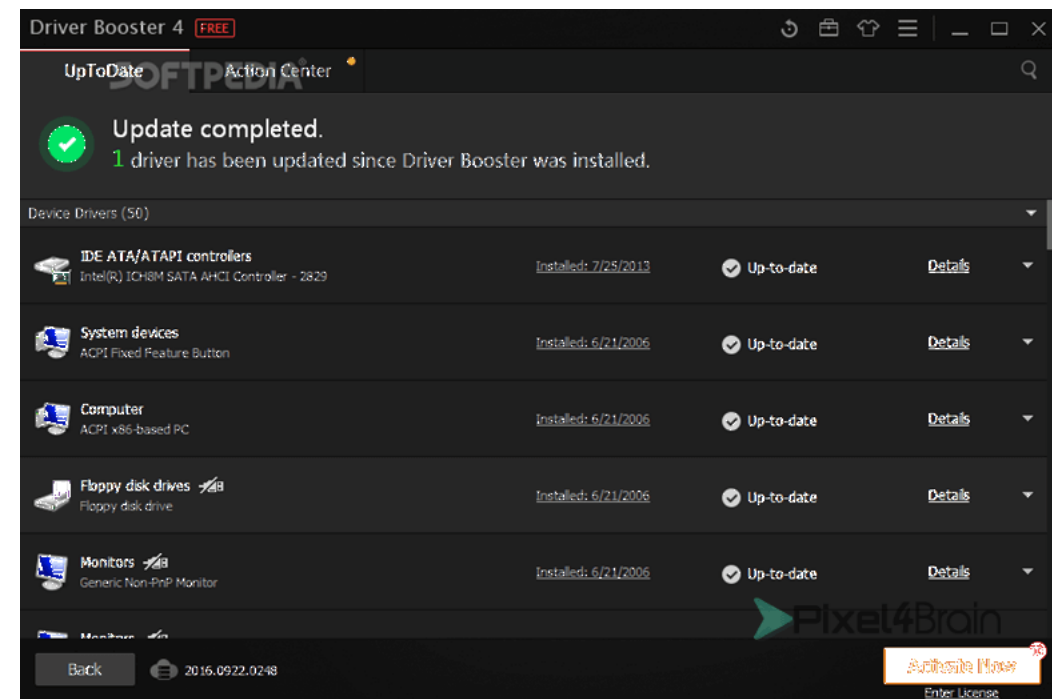 Driver Booster 4 FREE
UpToDate Action Center
SOFTPEDIA
Update completed.
1 driver has been updated since Driver Booster was installed.
Device Drivers (50)
IDE ATA/ATAPI controllers
Intel(R) ICH8M SATA AHCI Controller - 2829
Installed: 7/25/2013
Up-to-date
Details
System devices
ACPI Fixed Feature Button
Installed: 6/21/2006
Up-to-date
Details
Computer
ACPI x86-based PC
Installed: 6/21/2006
Up-to-date
Details
Floppy disk drives
Floppy disk drive
Installed: 6/21/2006
Up-to-date
Details
Monitors
Generic Non-PnP Monitor
Installed: 6/21/2006
Up-to-date
Details
Monitors
Pixel4Brain
Back
2016.0922.0248
Activate Now
Enter License